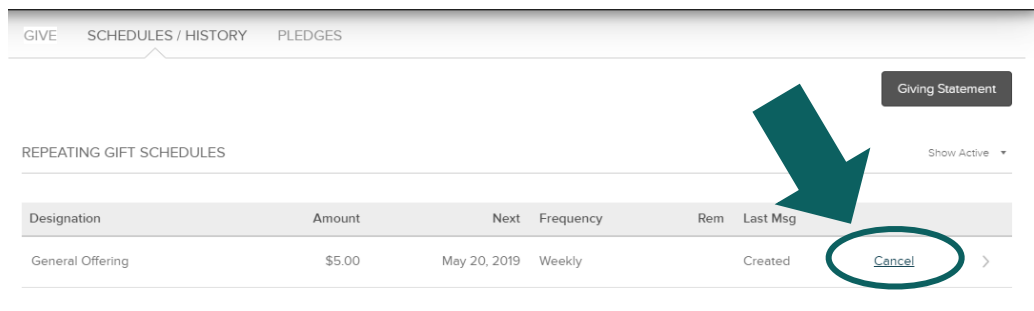 GIVE SCHEDULES / HISTORY PLEDGES
Giving Statement
REPEATING GIFT SCHEDULES Show Active
Designation Amount Next Frequency Rem Last Msg
General Offering $5.00 May 20, 2019 Weekly Created Cancel